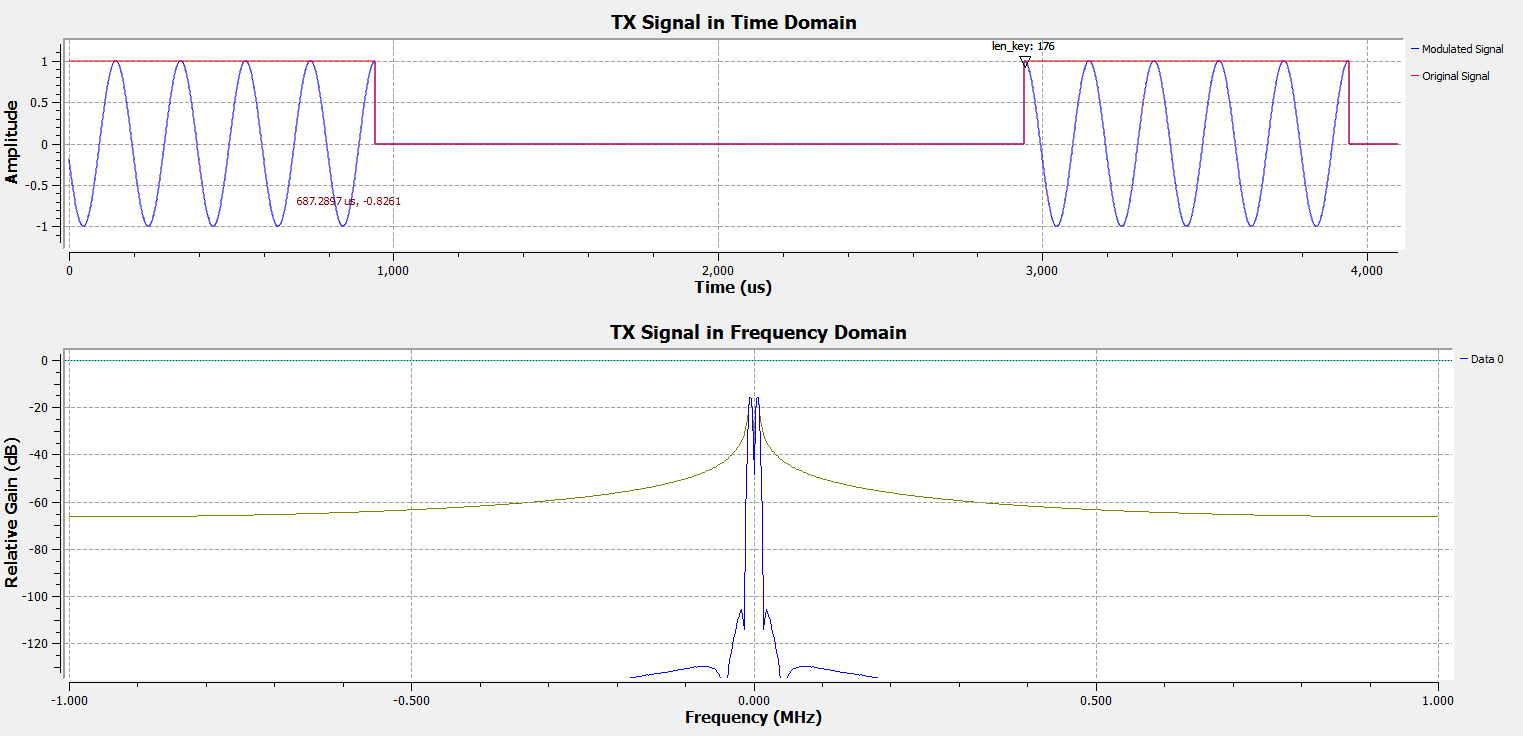 TX Signal in Time Domain
len_key: 176
Modulated Signal
Original Signal
Amplitude
1
0.5
0
-0.5
-1
687.2897 us, -0.8261
0 1,000 2,000 3,000 4,000
Time (us)
TX Signal in Frequency Domain
Data 0
Relative Gain (dB)
0
-20
-40
-60
-80
-100
-120
-1.000 -0.500 0.000 0.500 1.000
Frequency (MHz)